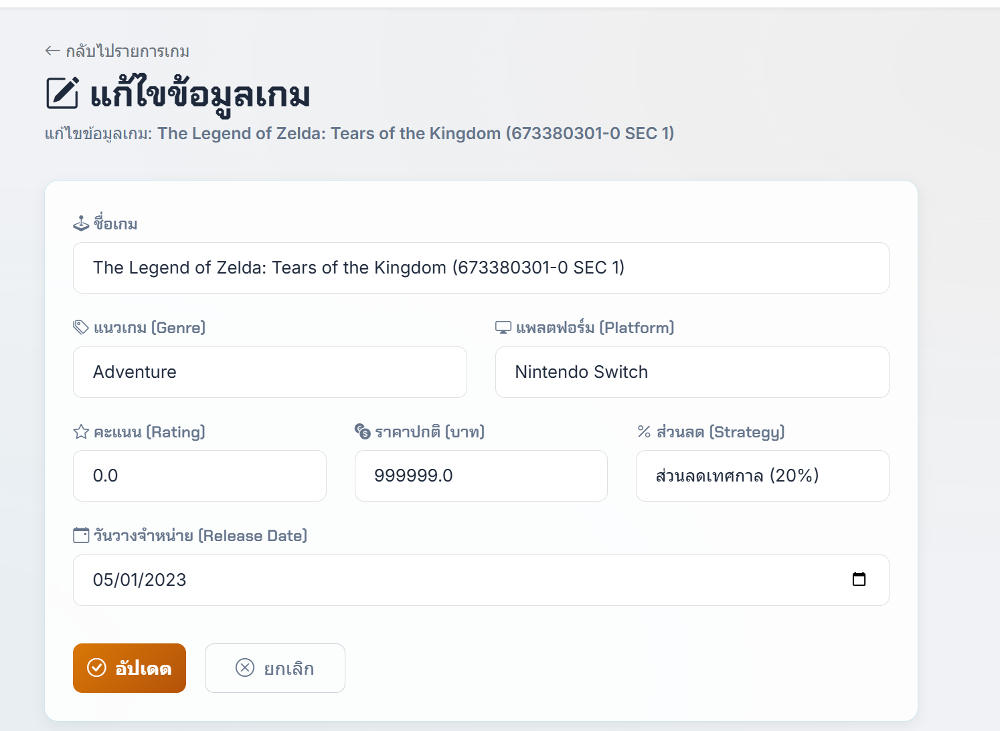 ← กลับไปรายการเกม
แก้ไขข้อมูลเกม
แก้ไขข้อมูลเกม: The Legend of Zelda: Tears of the Kingdom (673380301-0 SEC 1)
ชื่อเกม
The Legend of Zelda: Tears of the Kingdom (673380301-0 SEC 1)
แนวเกม (Genre) แพลตฟอร์ม (Platform)
Adventure Nintendo Switch
คะแนน (Rating) ราคาปกติ (บาท) % ส่วนลด (Strategy)
0.0 999999.0 ส่วนลดเทศกาล (20%)
วันวางจำหน่าย (Release Date)
05/01/2023
อัปเดต ยกเลิก